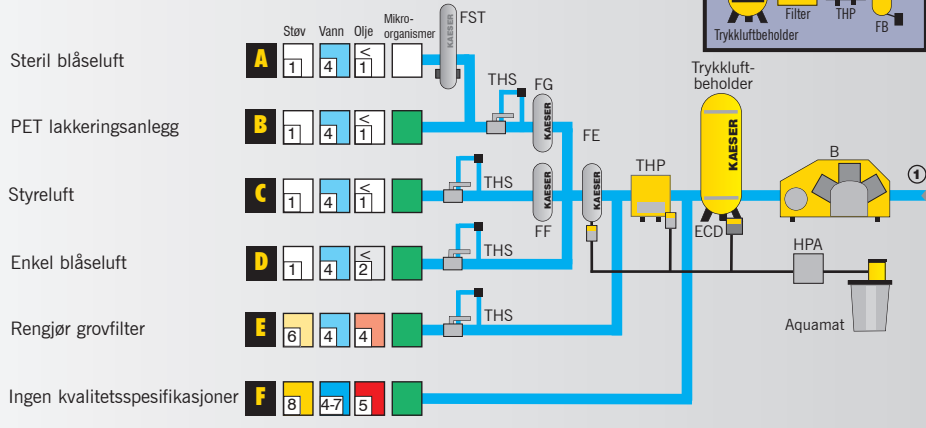 Filter
THP
FB
Trykkluftbeholder
Støv
Vann
Olje
Mikro-
organismer
FST
KAESER
Steril blåseluft
A
1
4
<
1
Trykkluft-
beholder
THS
FG
PET lakkeringsanlegg
B
1
4
<
1
KAESER
FE
KAESER
B
THP
KAESER
1
Styreluft
C
1
4
<
1
THS
KAESER
FF
ECD
HPA
Enkel blåseluft
D
1
4
<
2
THS
Aquamat
Rengjør grovfilter
E
6
4
4
THS
Ingen kvalitetsspesifikasjoner
F
8
4-7
5